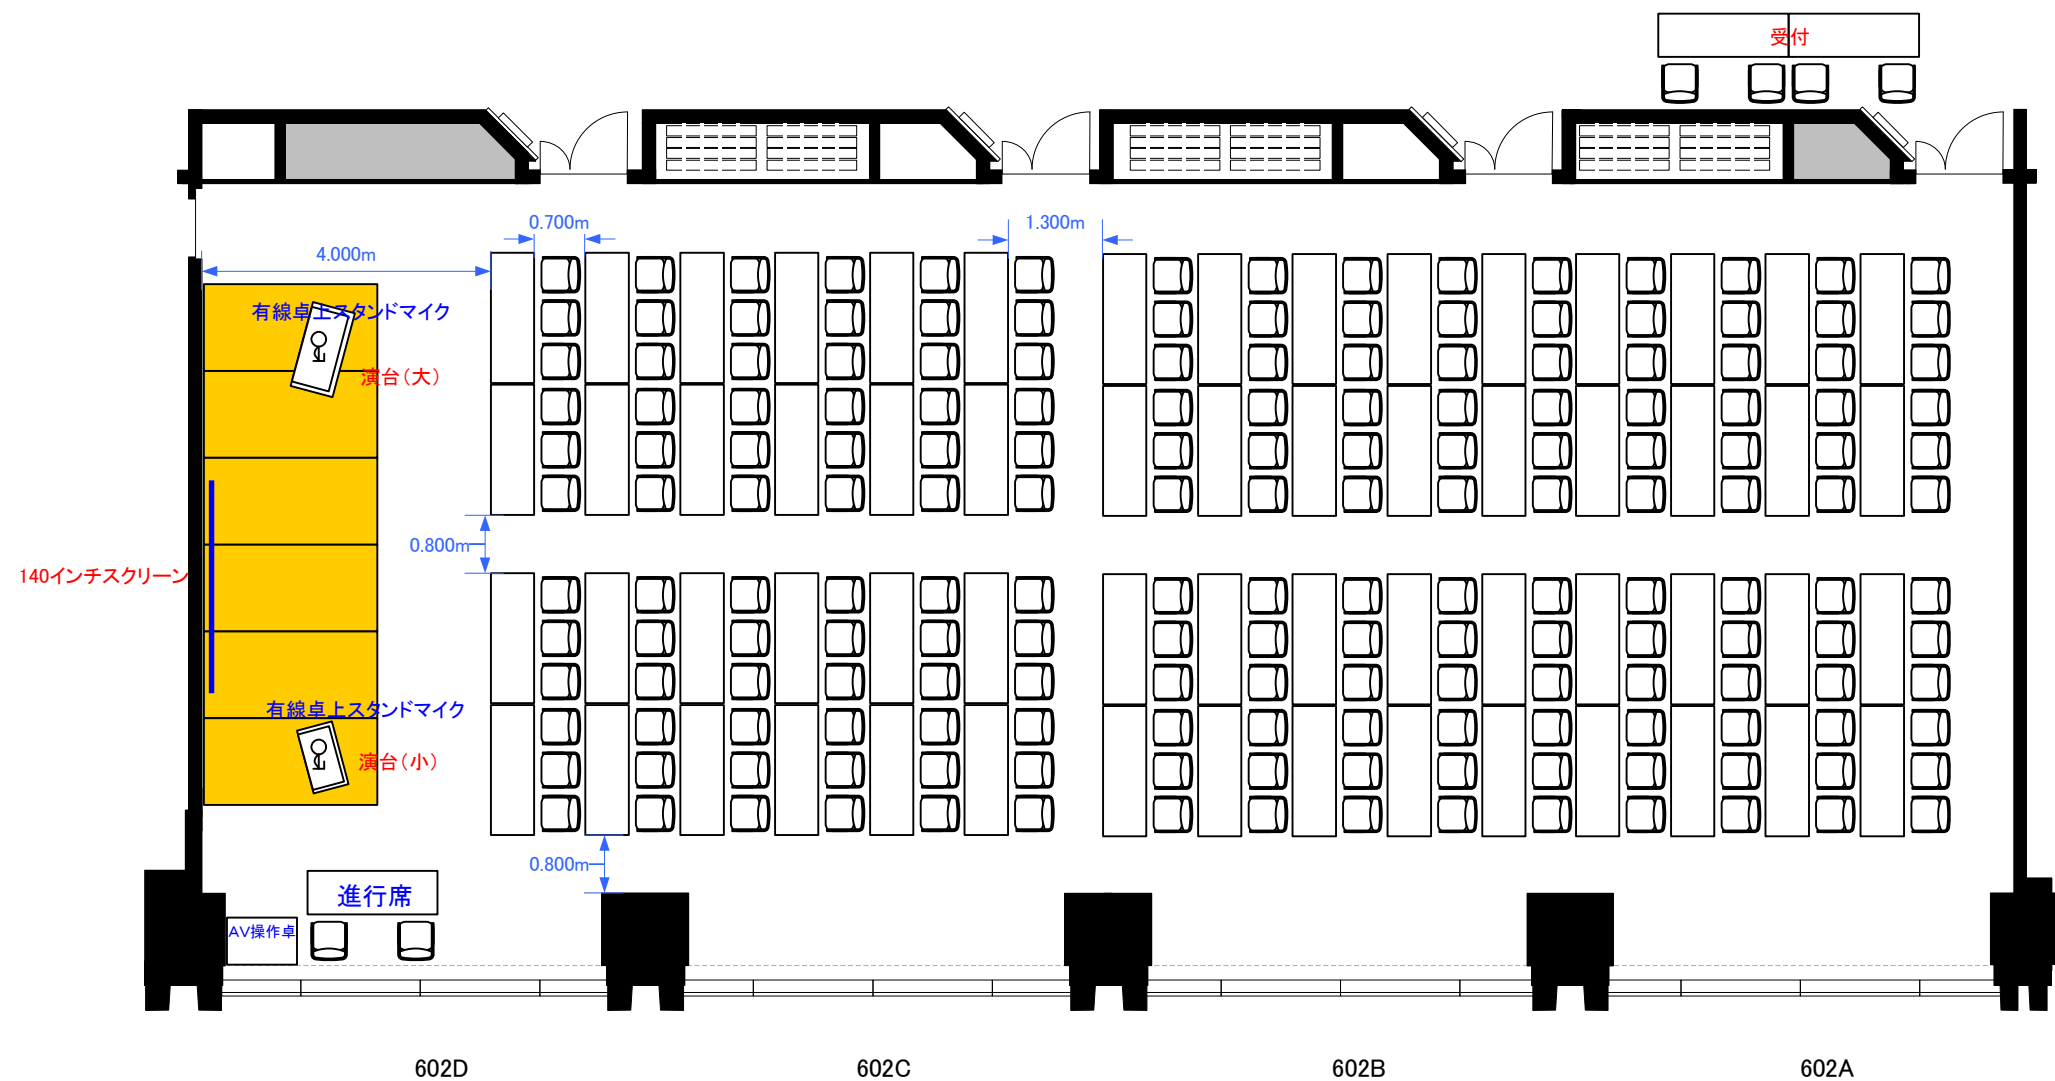 受付
0.700m
1.300m
4.000m
有線卓上スタンドマイク
演台(大)
0.800m
140インチスクリーン
有線卓上スタンドマイク
演台(小)
0.800m
進行席
AV操作卓
602D
602C
602B
602A